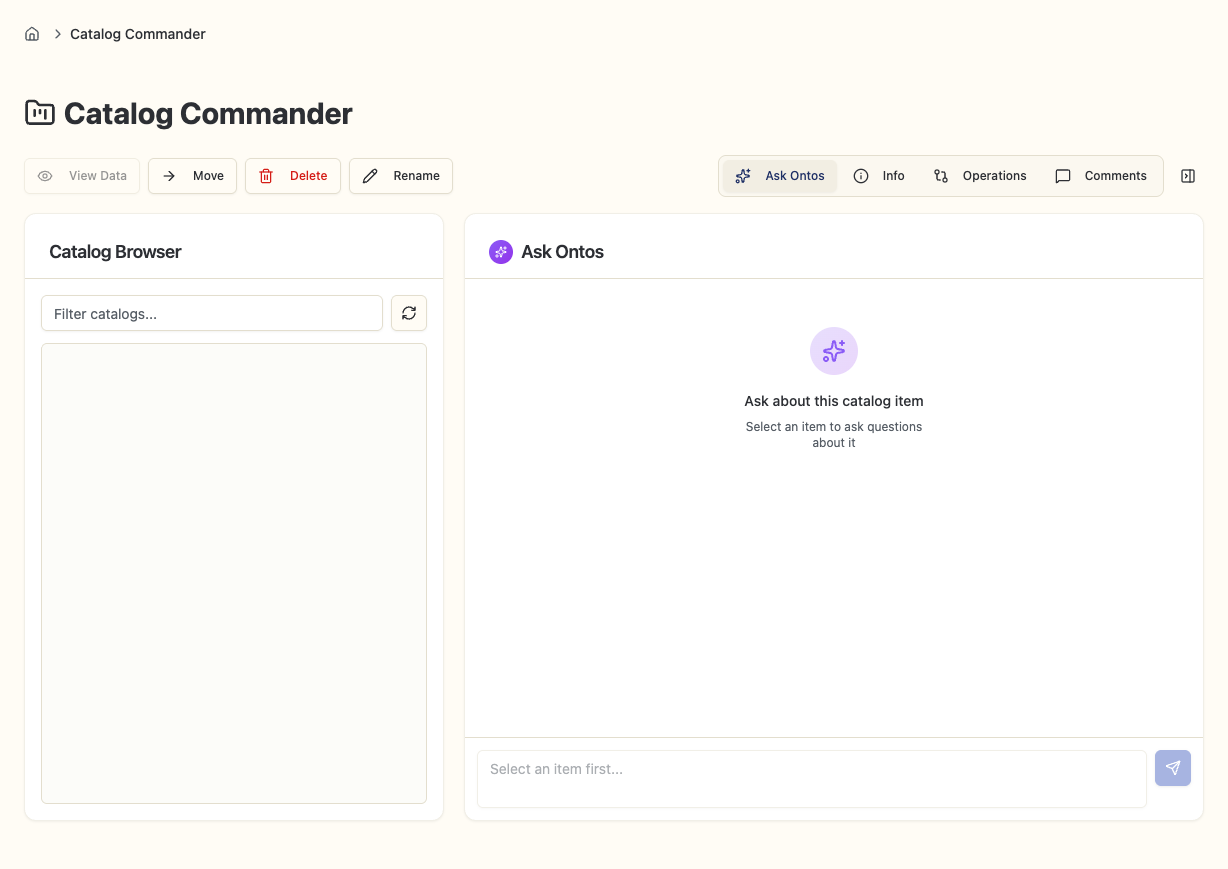 Catalog Commander
Catalog Commander
View Data
Move
Delete
Rename
Ask Ontos
Info
Operations
Comments
Catalog Browser
Filter catalogs...
Ask Ontos
Ask about this catalog item
Select an item to ask questions
about it
Select an item first...